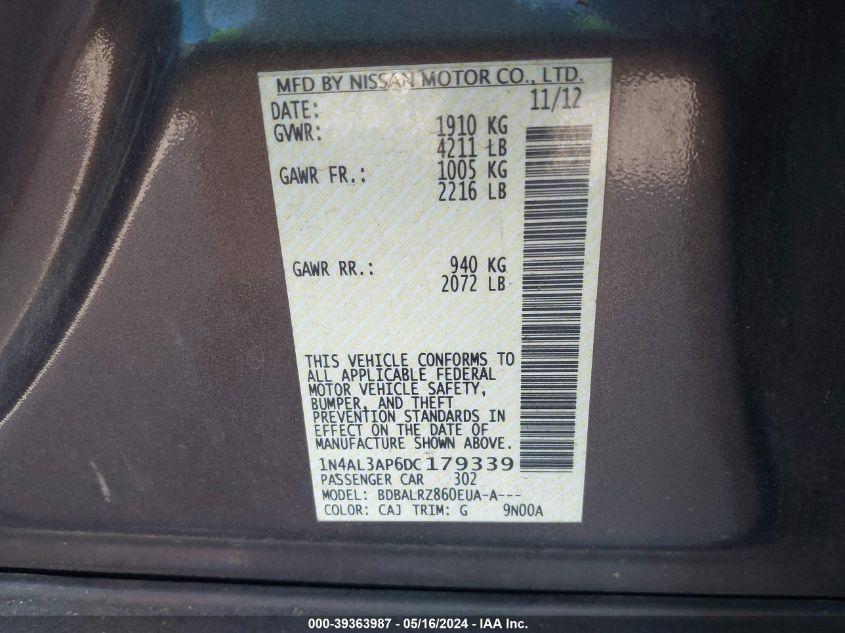 MFD BY NISSAN MOTOR CO., LTD.
DATE: 11/12
GVWR: 1910 KG
4211 LB
GAWR FR.: 1005 KG
2216 LB
GAWR RR.: 940 KG
2072 LB
THIS VEHICLE CONFORMS TO
ALL APPLICABLE FEDERAL
MOTOR VEHICLE SAFETY,
BUMPER, AND THEFT
PREVENTION STANDARDS IN
EFFECT ON THE DATE OF
MANUFACTURE SHOWN ABOVE.
1N4AL3AP6DC179339
PASSENGER CAR 302
MODEL: BDBALRZ860EUA-A---
COLOR: CAJ TRIM: G 9N00A
000-39363987 - 05/16/2024 - IAA Inc.